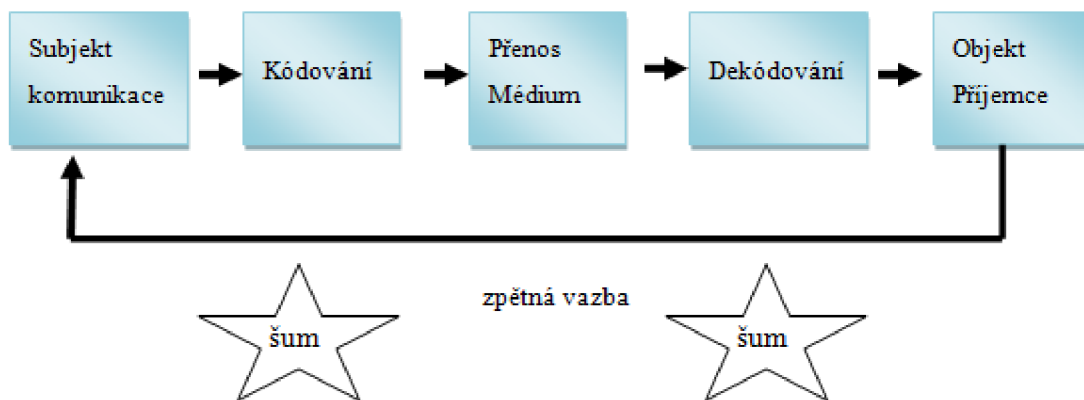 Subjekt
komunikace
Kódování
Přenos
Médium
Dekódování
Objekt
Příjemce
zpětná vazba
šum
šum